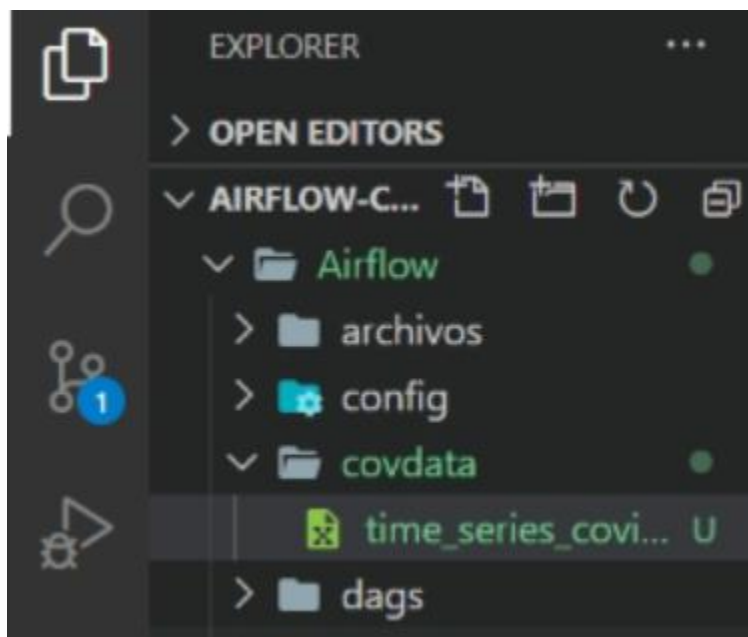 EXPLORER ...
OPEN EDITORS
AIRFLOW-C...
Airflow
archivos
config
1
covdata
time_series_covi... U
dags